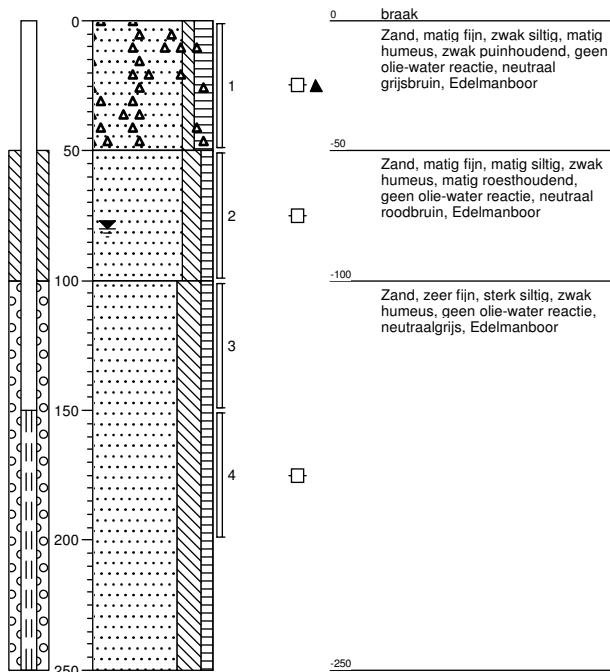 0
50
100
150
200
250
1
2
3
4
0
braak
Zand, matig fijn, zwak siltig, matig
humeus, zwak puinhoudend, geen
olie-water reactie, neutraal
grijsbruin, Edelmanboor
-50
Zand, matig fijn, matig siltig, zwak
humeus, matig roesthoudend,
geen olie-water reactie, neutraal
roodbruin, Edelmanboor
-100
Zand, zeer fijn, sterk siltig, zwak
humeus, geen olie-water reactie,
neutraalgrijs, Edelmanboor
-250